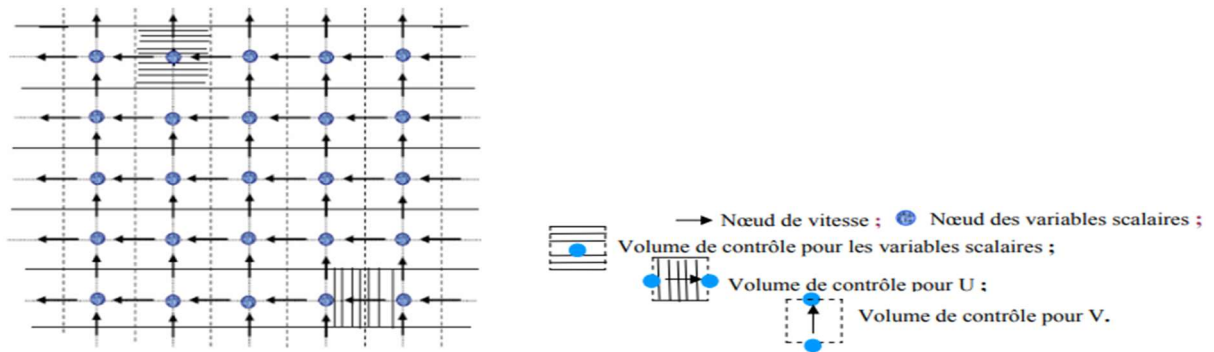 Nœud de vitesse ; Nœud des variables scalaires ;
Volume de contrôle pour les variables scalaires ;
Volume de contrôle pour U :
Volume de contrôle pour V.